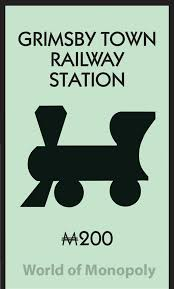 GRIMSBY TOWN
RAILWAY
STATION
₩200
World of Monopoly